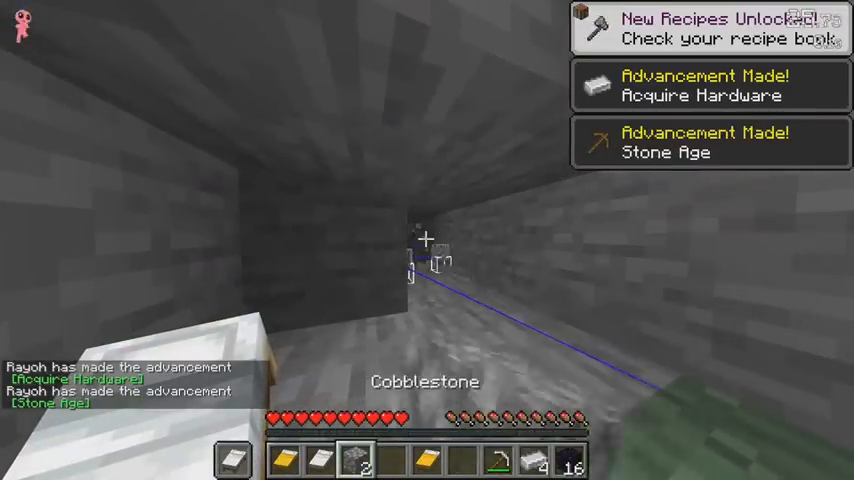 New Recipes Unlocked!
Check your recipe book
Advancement Made!
Acquire Hardware
Advancement Made!
Stone Age
Rayoh has made the advancement
[Acquire Hardware]
Rayoh has made the advancement
[Stone Age]
Cobblestone
2
4
16